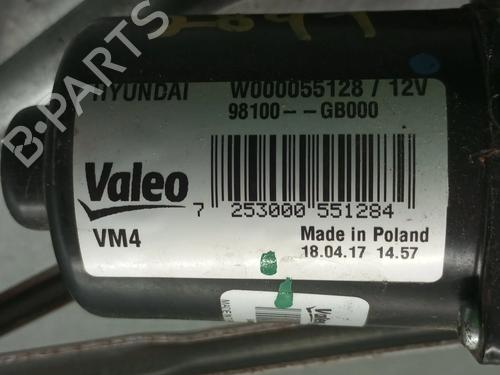 B-PARTS
HYUNDAI W000055128 / 12V
98100--GB000
Valeo
7 253000 551284
VM4
Made in Poland
18.04.17 14.57
Valeo